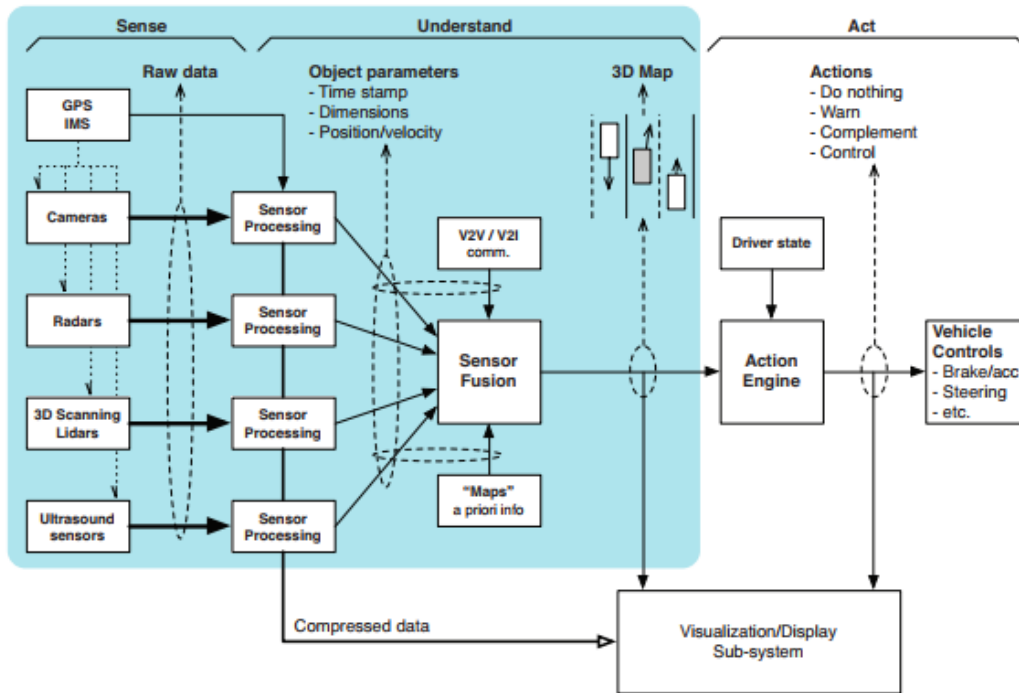 Sense
Understand
Act
Raw data
Object parameters
- Time stamp
- Dimensions
- Position/velocity
3D Map
Actions
- Do nothing
- Warn
- Complement
- Control
GPS
IMS
Cameras
Sensor
Processing
V2V / V2I
comm.
Driver state
Radars
Sensor
Processing
Sensor
Fusion
Action
Engine
Vehicle
Controls
- Brake/acc
- Steering
- etc.
3D Scanning
Lidars
Sensor
Processing
"Maps"
a priori info
Ultrasound
sensors
Sensor
Processing
Compressed data
Visualization/Display
Sub-system